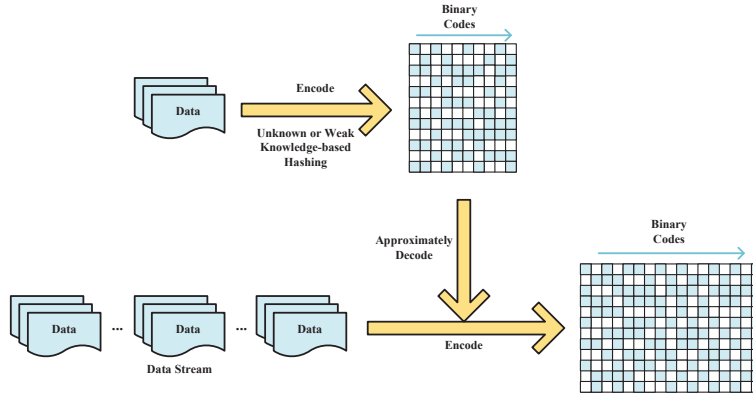 Binary
Codes
Encode
Data
Unknown or Weak
Knowledge-based
Hashing
Approximately
Decode
Binary
Codes
Data
...
Data
...
Data
Encode
Data Stream